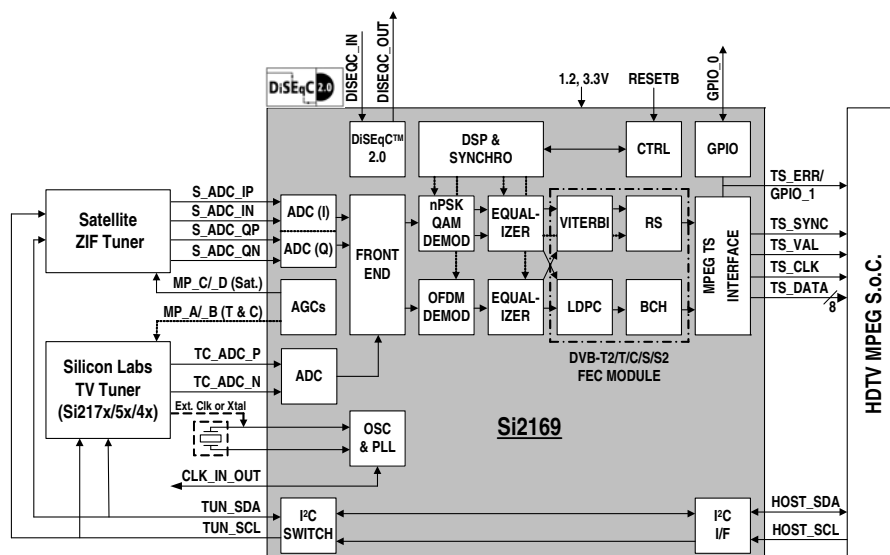 DiSEqC 2.0
DISEQC_IN
DISEQC_OUT
1.2, 3.3V
RESETB
GPIO_0
DiSEqC™
2.0
DSP &
SYNCHRO
CTRL
GPIO
TS_ERR/
GPIO_1
S_ADC_IP
S_ADC_IN
S_ADC_QP
S_ADC_QN
Satellite
ZIF Tuner
ADC (I)
ADC (Q)
FRONT
END
nPSK
QAM
DEMOD
EQUAL-
IZER
VITERBI
RS
MPEG TS
INTERFACE
TS_SYNC
TS_VAL
TS_CLK
TS_DATA
8
HDTV MPEG S.o.C.
MP_C/_D (Sat.)
MP_A/_B (T & C)
AGCs
OFDM
DEMOD
EQUAL-
IZER
LDPC
BCH
DVB-T2/T/C/S/S2
FEC MODULE
Silicon Labs
TV Tuner
(Si217x/5x/4x)
TC_ADC_P
TC_ADC_N
ADC
Ext. Clk or Xtal
OSC
& PLL
Si2169
CLK_IN_OUT
TUN_SDA
TUN_SCL
I²C
SWITCH
I²C
I/F
HOST_SDA
HOST_SCL